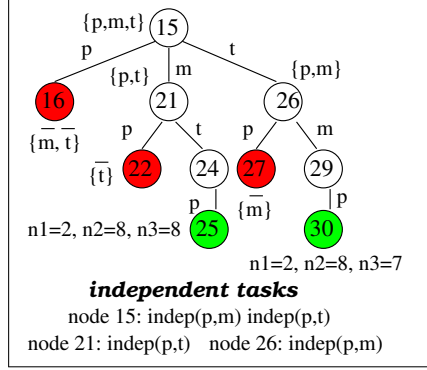 {p,m,t} 15
p m t
{p,t} {p,m}
16 21 26
{m̅, t̅} p t p m
{t̅} 22 24 27 29
p {m̅} p
n1=2, n2=8, n3=8 25 30
n1=2, n2=8, n3=7
independent tasks
node 15: indep(p,m) indep(p,t)
node 21: indep(p,t) node 26: indep(p,m)